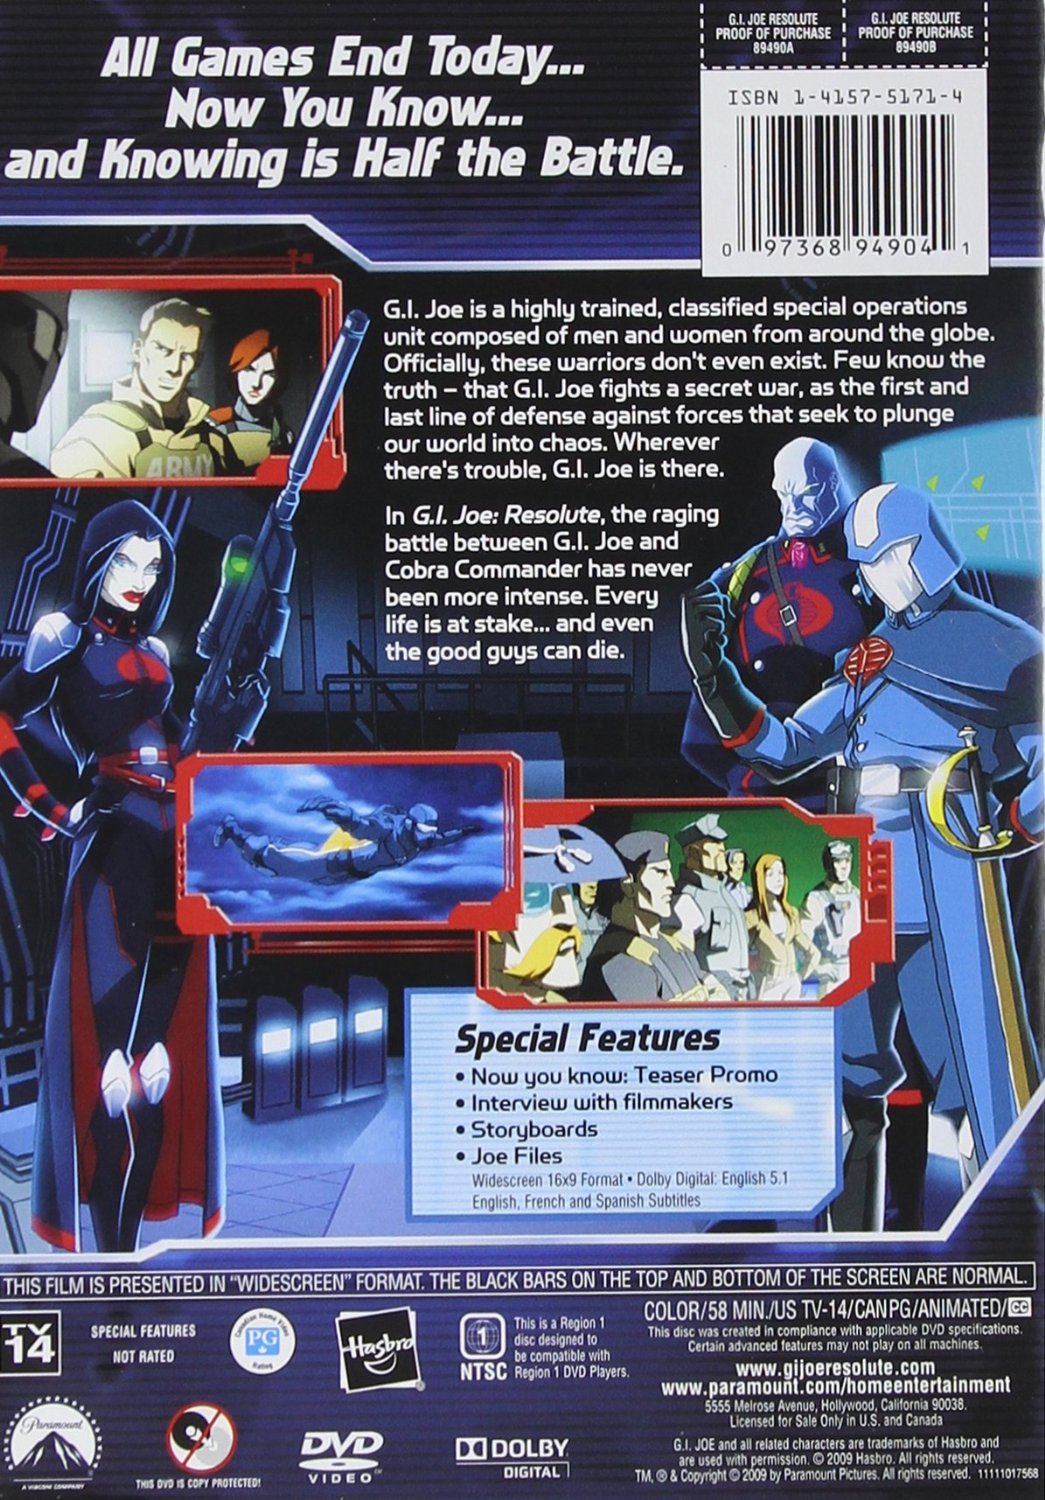 G.I. JOE RESOLUTE
PROOF OF PURCHASE
89490A
G.I. JOE RESOLUTE
PROOF OF PURCHASE
89490B
All Games End Today...
Now You Know...
and Knowing is Half the Battle.
ISBN 1-4157-5171-4
0 97368 94904 1
G.I. Joe is a highly trained, classified special operations
unit composed of men and women from around the globe.
Officially, these warriors don't even exist. Few know the
truth – that G.I. Joe fights a secret war, as the first and
last line of defense against forces that seek to plunge
our world into chaos. Wherever
there's trouble, G.I. Joe is there.
ARMY
In G.I. Joe: Resolute, the raging
battle between G.I. Joe and
Cobra Commander has never
been more intense. Every
life is at stake... and even
the good guys can die.
Special Features
• Now you know: Teaser Promo
• Interview with filmmakers
• Storyboards
• Joe Files
Widescreen 16x9 Format • Dolby Digital: English 5.1
English, French and Spanish Subtitles
THIS FILM IS PRESENTED IN "WIDESCREEN" FORMAT. THE BLACK BARS ON THE TOP AND BOTTOM OF THE SCREEN ARE NORMAL.
TV
14
SPECIAL FEATURES
NOT RATED
Canadian Home Video
PG
Rating
Hasbro
1
NTSC
This is a Region 1
disc designed to
be compatible with
Region 1 DVD Players.
COLOR/58 MIN./US TV-14/CAN PG/ANIMATED/CC
This disc was created in compliance with applicable DVD specifications.
Certain advanced features may not play on all machines.
www.gijoeresolute.com
www.paramount.com/homeentertainment
5555 Melrose Avenue, Hollywood, California 90038.
Licensed for Sale Only in U.S. and Canada
Paramount
A VIACOM COMPANY
THIS DVD IS COPY PROTECTED!
DVD
VIDEO™
DOLBY
DIGITAL
G.I. JOE and all related characters are trademarks of Hasbro and
are used with permission. © 2009 Hasbro. All rights reserved.
TM, ® & Copyright © 2009 by Paramount Pictures. All rights reserved. 11111017568